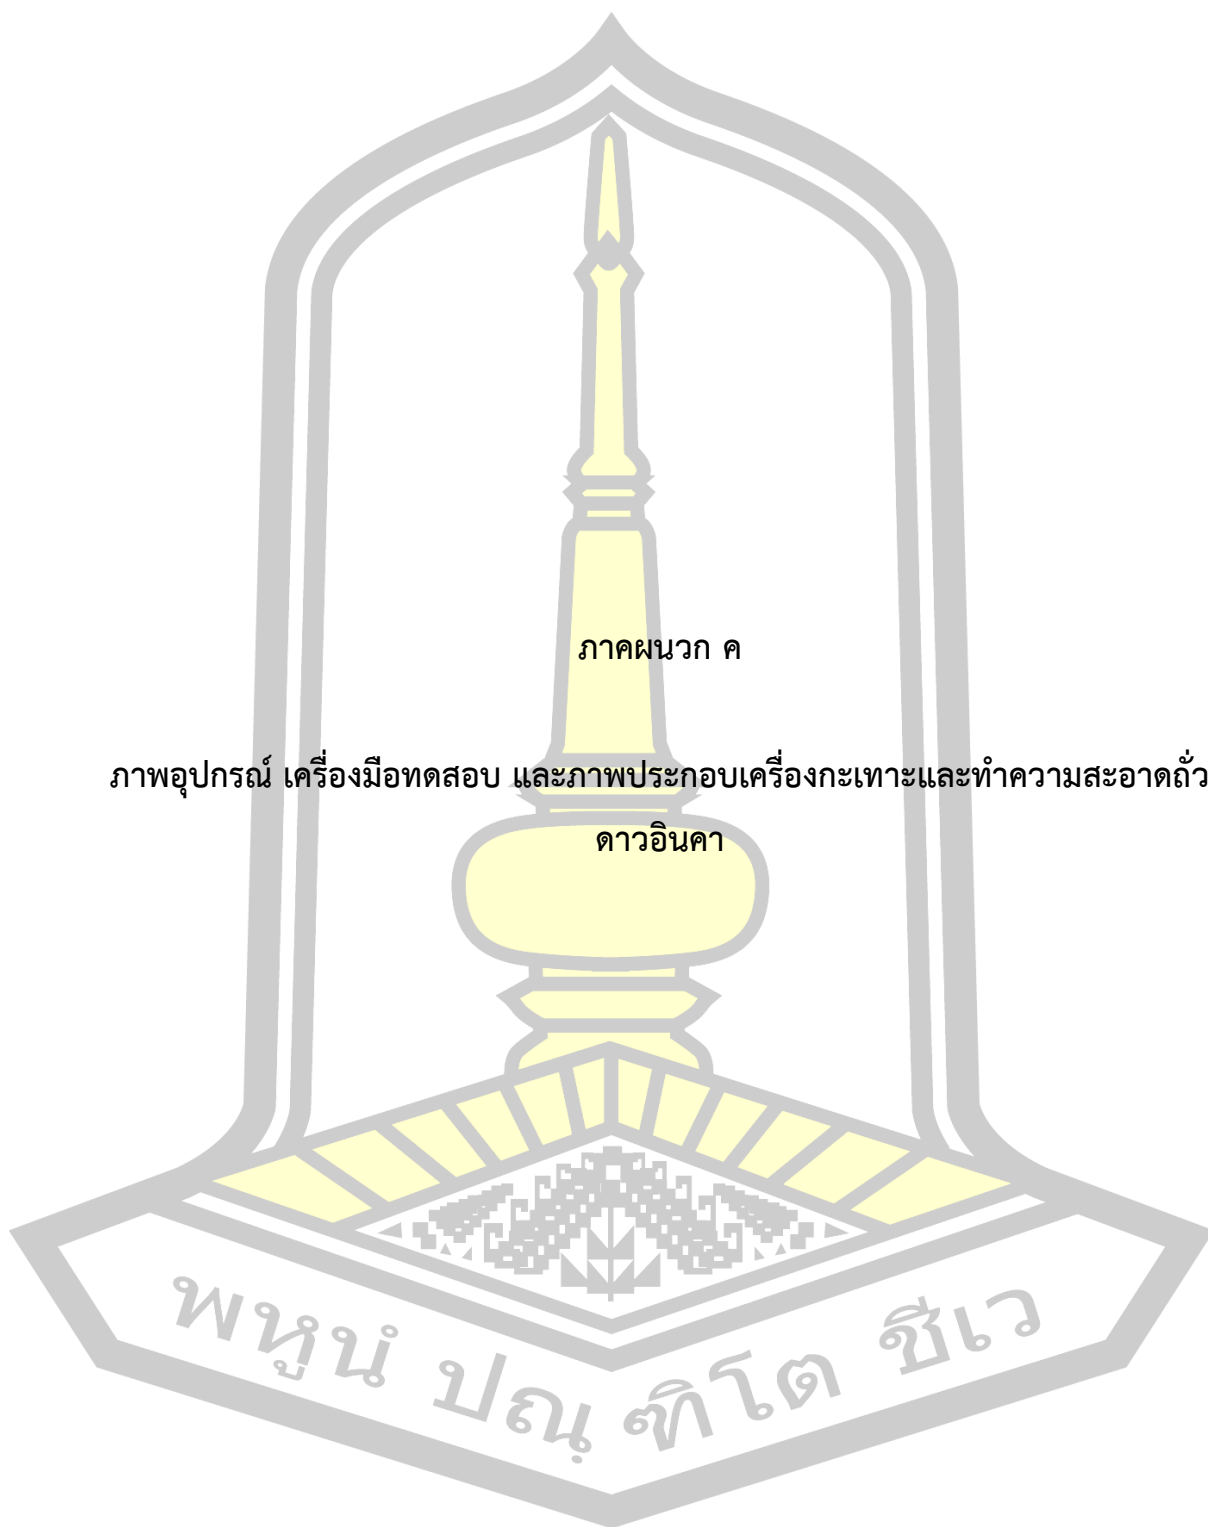 ภาคผนวก ค
ภาพอุปกรณ์ เครื่องมือทดสอบ และภาพประกอบเครื่องกะเทาะและทำความสะอาดถั่ว
ดาวอินคา
พหูนํ ปณฺฑิโต ชีเว